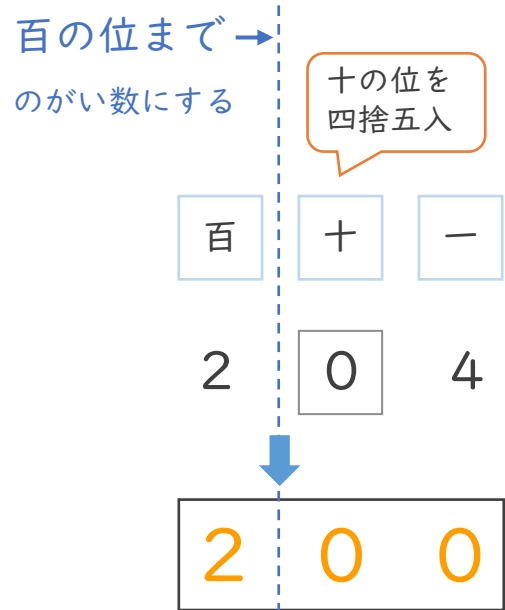 百の位まで
のがい数にする
十の位を
四捨五入
百 十 一
2 0 4
2 0 0